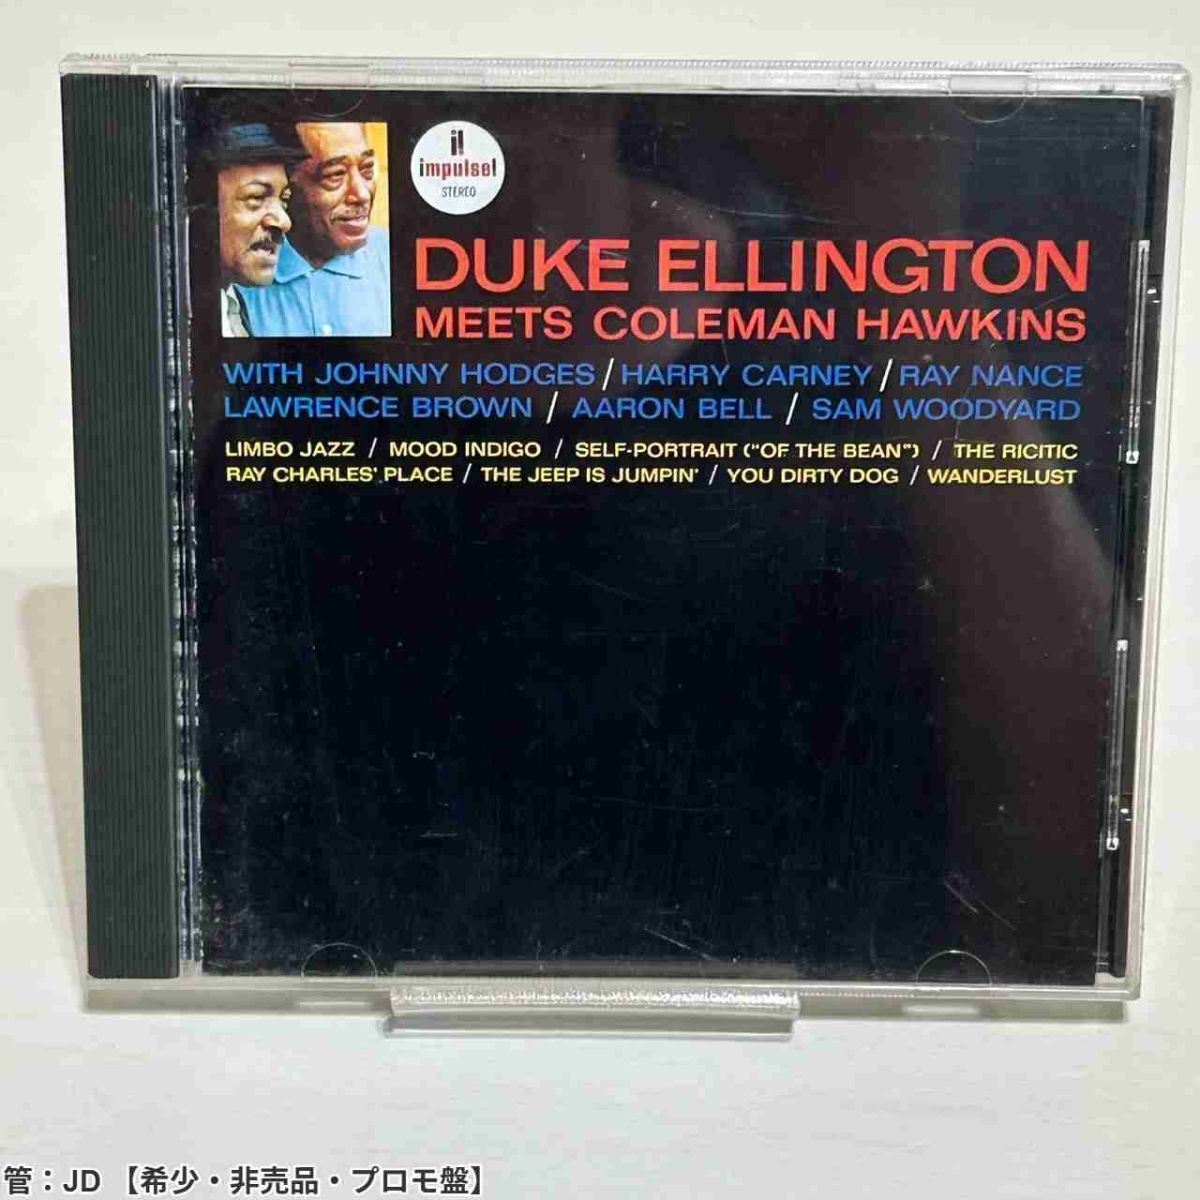 impulse!
STEREO
DUKE ELLINGTON
MEETS COLEMAN HAWKINS
WITH JOHNNY HODGES / HARRY CARNEY / RAY NANCE
LAWRENCE BROWN / AARON BELL / SAM WOODYARD
LIMBO JAZZ / MOOD INDIGO / SELF-PORTRAIT ("OF THE BEAN") / THE RICITIC
RAY CHARLES' PLACE / THE JEEP IS JUMPIN' / YOU DIRTY DOG / WANDERLUST
管：JD 【希少・非売品・プロモ盤】